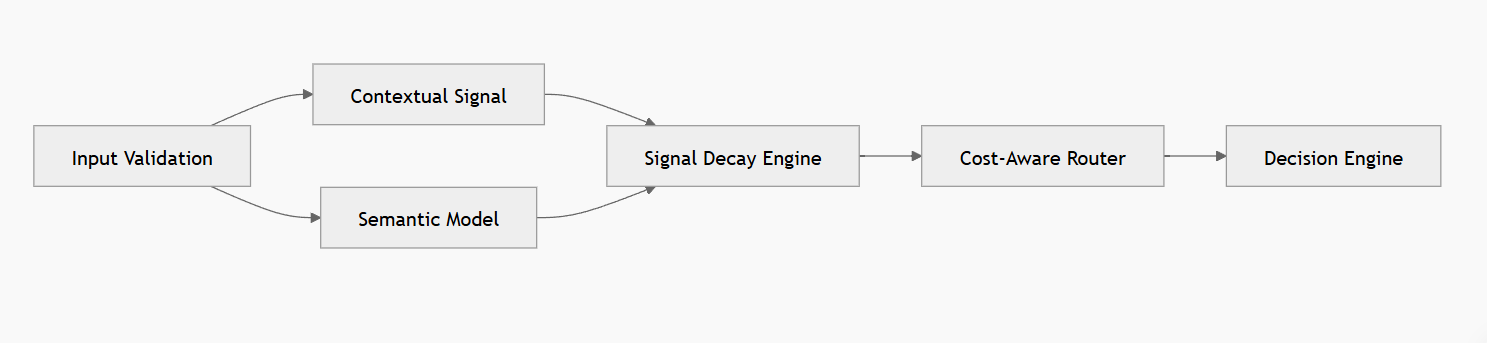 Input Validation
Contextual Signal
Semantic Model
Signal Decay Engine
Cost-Aware Router
Decision Engine